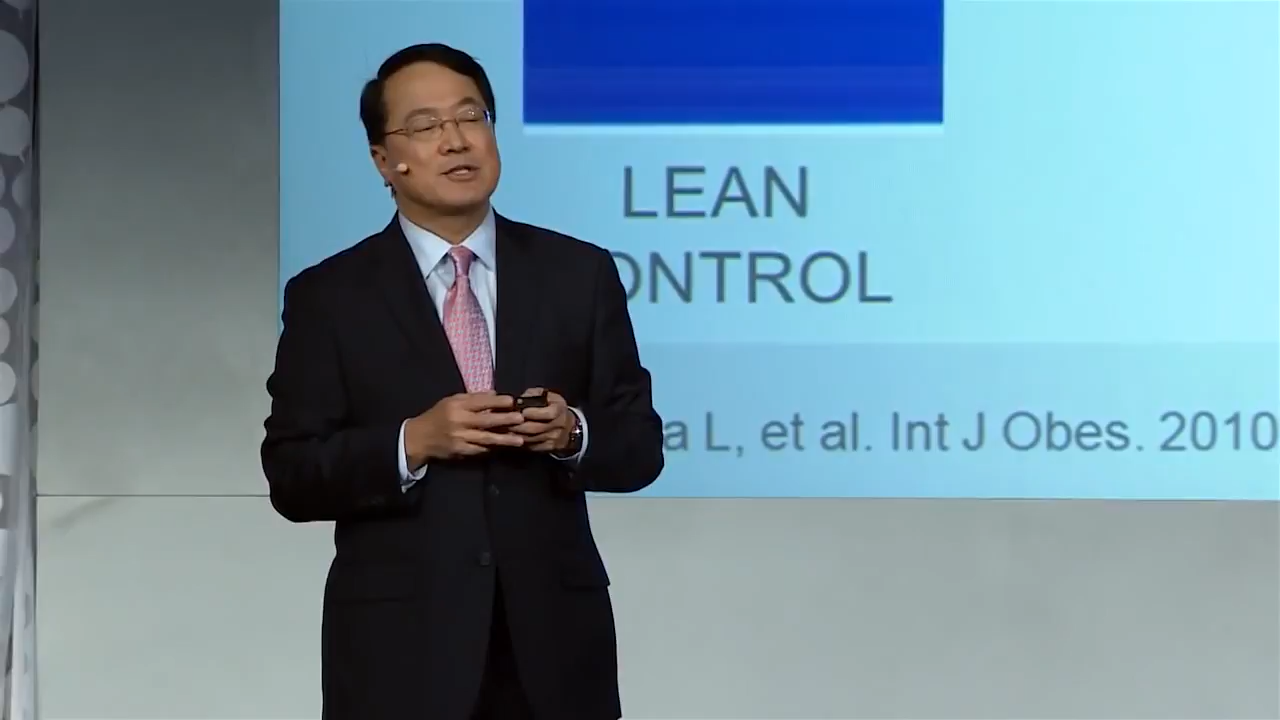 LEAN
ONTROL
a L, et al. Int J Obes. 2010